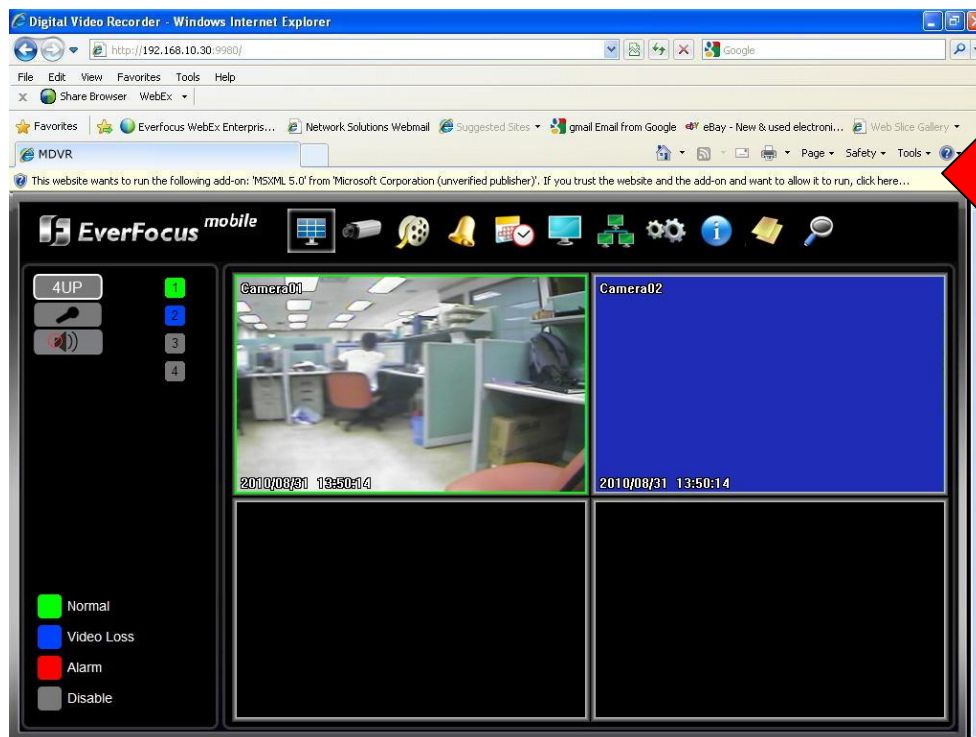 Digital Video Recorder - Windows Internet Explorer
http://192.168.10.30:9980/
Google
File Edit View Favorites Tools Help
x Share Browser WebEx
Favorites Everfocus WebEx Enterpris... Network Solutions Webmail Suggested Sites gmail Email from Google eBay - New & used electroni... Web Slice Gallery
MDVR
Page Safety Tools
This website wants to run the following add-on: 'MSXML 5.0' from 'Microsoft Corporation (unverified publisher)'. If you trust the website and the add-on and want to allow it to run, click here...
EverFocus mobile
4UP
1
2
3
4
Camera01
Camera02
2010/08/31 13:50:14
2010/08/31 13:50:14
Normal
Video Loss
Alarm
Disable